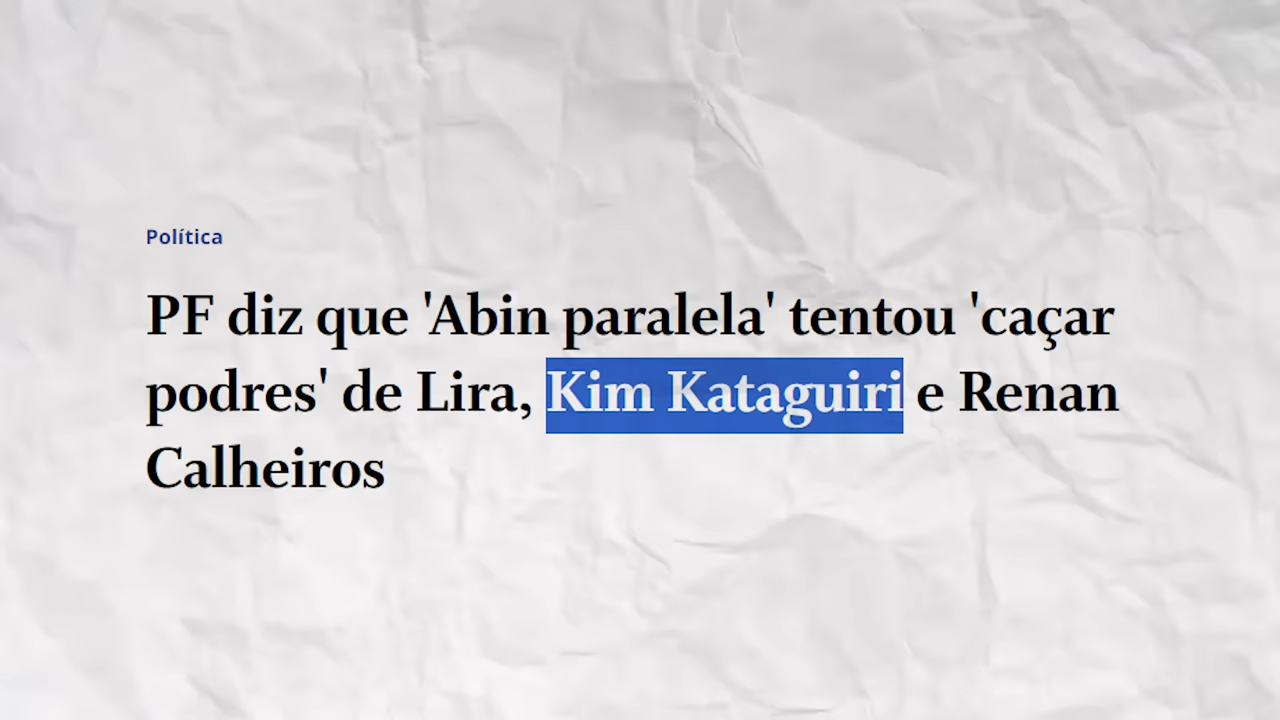 Política
PF diz que 'Abin paralela' tentou 'caçar
podres' de Lira, Kim Kataguiri e Renan
Calheiros